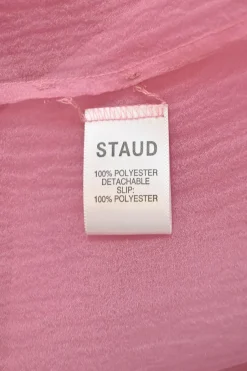 STAUD
100% POLYESTER
DETACHABLE
SLIP:
100% POLYESTER